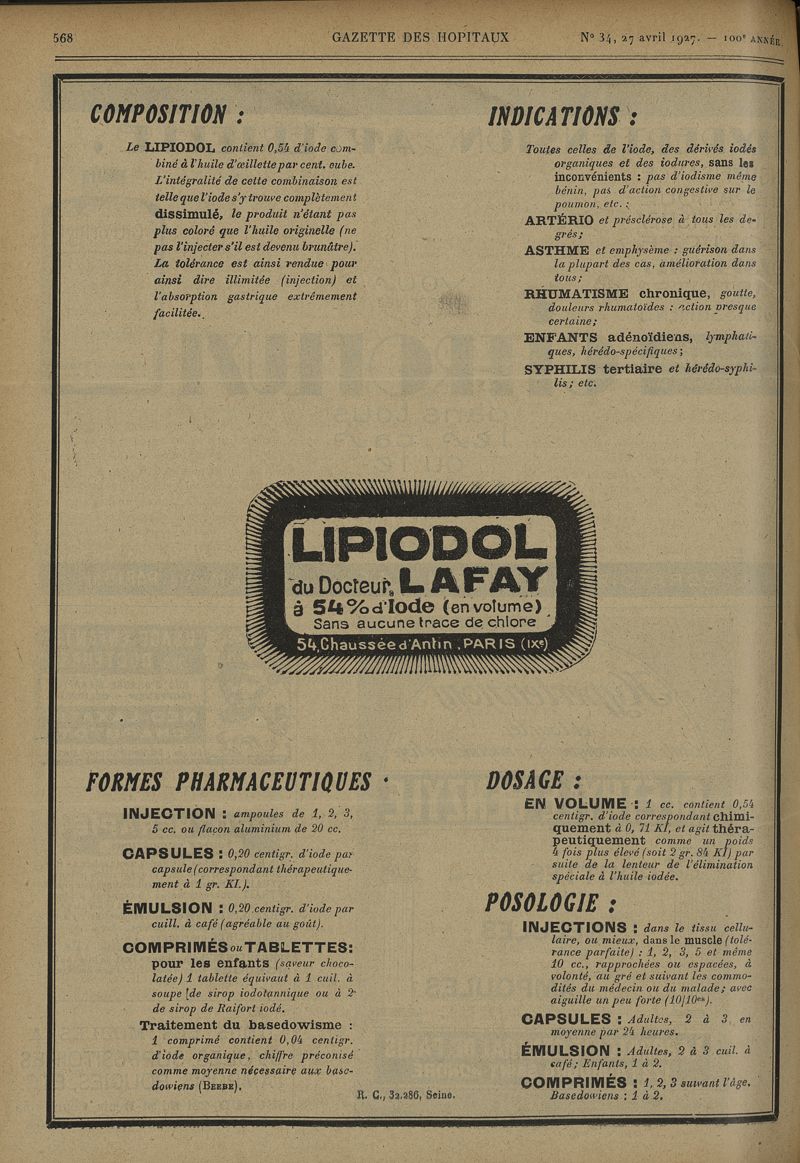 568 GAZETTE DES HOPITAUX N° 34, 27 avril 1927. — 100e ANNÉE
COMPOSITION :
Le LIPIODOL contient 0,54 d'iode com-
biné à l'huile d'œillette par cent. cube.
L'intégralité de cette combinaison est
telle que l'iode s'y trouve complètement
dissimulé, le produit n'étant pas
plus coloré que l'huile originelle (ne
pas l'injecter s'il est devenu brunâtre).
La tolérance est ainsi rendue pour
ainsi dire illimitée (injection) et
l'absorption gastrique extrêmement
facilitée.
INDICATIONS :
Toutes celles de l'iode, des dérivés iodés
organiques et des iodures, sans les
inconvénients : pas d'iodisme même
bénin, pas d'action congestive sur le
poumon, etc. :
ARTÉRIO et présclérose à tous les de-
grés;
ASTHME et emphysème : guérison dans
la plupart des cas, amélioration dans
tous;
RHUMATISME chronique, goutte,
douleurs rhumatoïdes : action presque
certaine;
ENFANTS adénoïdiens, lymphati-
ques, hérédo-spécifiques;
SYPHILIS tertiaire et hérédo-syphi-
lis; etc.
LIPIODOL
du Docteur LAFAY
à 54% d'Iode (en volume)
Sans aucune trace de chlore
54, Chaussée d'Antin, PARIS (IXe)
FORMES PHARMACEUTIQUES :
INJECTION : ampoules de 1, 2, 3,
5 cc. ou flacon aluminium de 20 cc.
CAPSULES : 0,20 centigr. d'iode par
capsule (correspondant thérapeutique-
ment à 1 gr. KI.).
ÉMULSION : 0,20 centigr. d'iode par
cuill. à café (agréable au goût).
COMPRIMÉS ou TABLETTES:
pour les enfants (saveur choco-
latée) 1 tablette équivaut à 1 cuil. à
soupe [de sirop iodotannique ou à 2
de sirop de Raifort iodé.
Traitement du basedowisme :
1 comprimé contient 0,04 centigr.
d'iode organique, chiffre préconisé
comme moyenne nécessaire aux base-
dowiens (BEEBE).
DOSAGE :
EN VOLUME : 1 cc. contient 0,54
centigr. d'iode correspondant chimi-
quement à 0, 71 KI, et agit théra-
peutiquement comme un poids
4 fois plus élevé (soit 2 gr. 84 KI) par
suite de la lenteur de l'élimination
spéciale à l'huile iodée.
POSOLOGIE :
INJECTIONS : dans le tissu cellu-
laire, ou mieux, dans le muscle (tolé-
rance parfaite) : 1, 2, 3, 5 et même
10 cc., rapprochées ou espacées, à
volonté, au gré et suivant les commo-
dités du médecin ou du malade; avec
aiguille un peu forte (10/10es).
CAPSULES : Adultes, 2 à 3 en
moyenne par 24 heures.
ÉMULSION : Adultes, 2 à 3 cuil. à
café; Enfants, 1 à 2.
COMPRIMÉS : 1, 2, 3 suivant l'âge.
Basedowiens : 1 à 2.
R. C., 32.286, Seine.